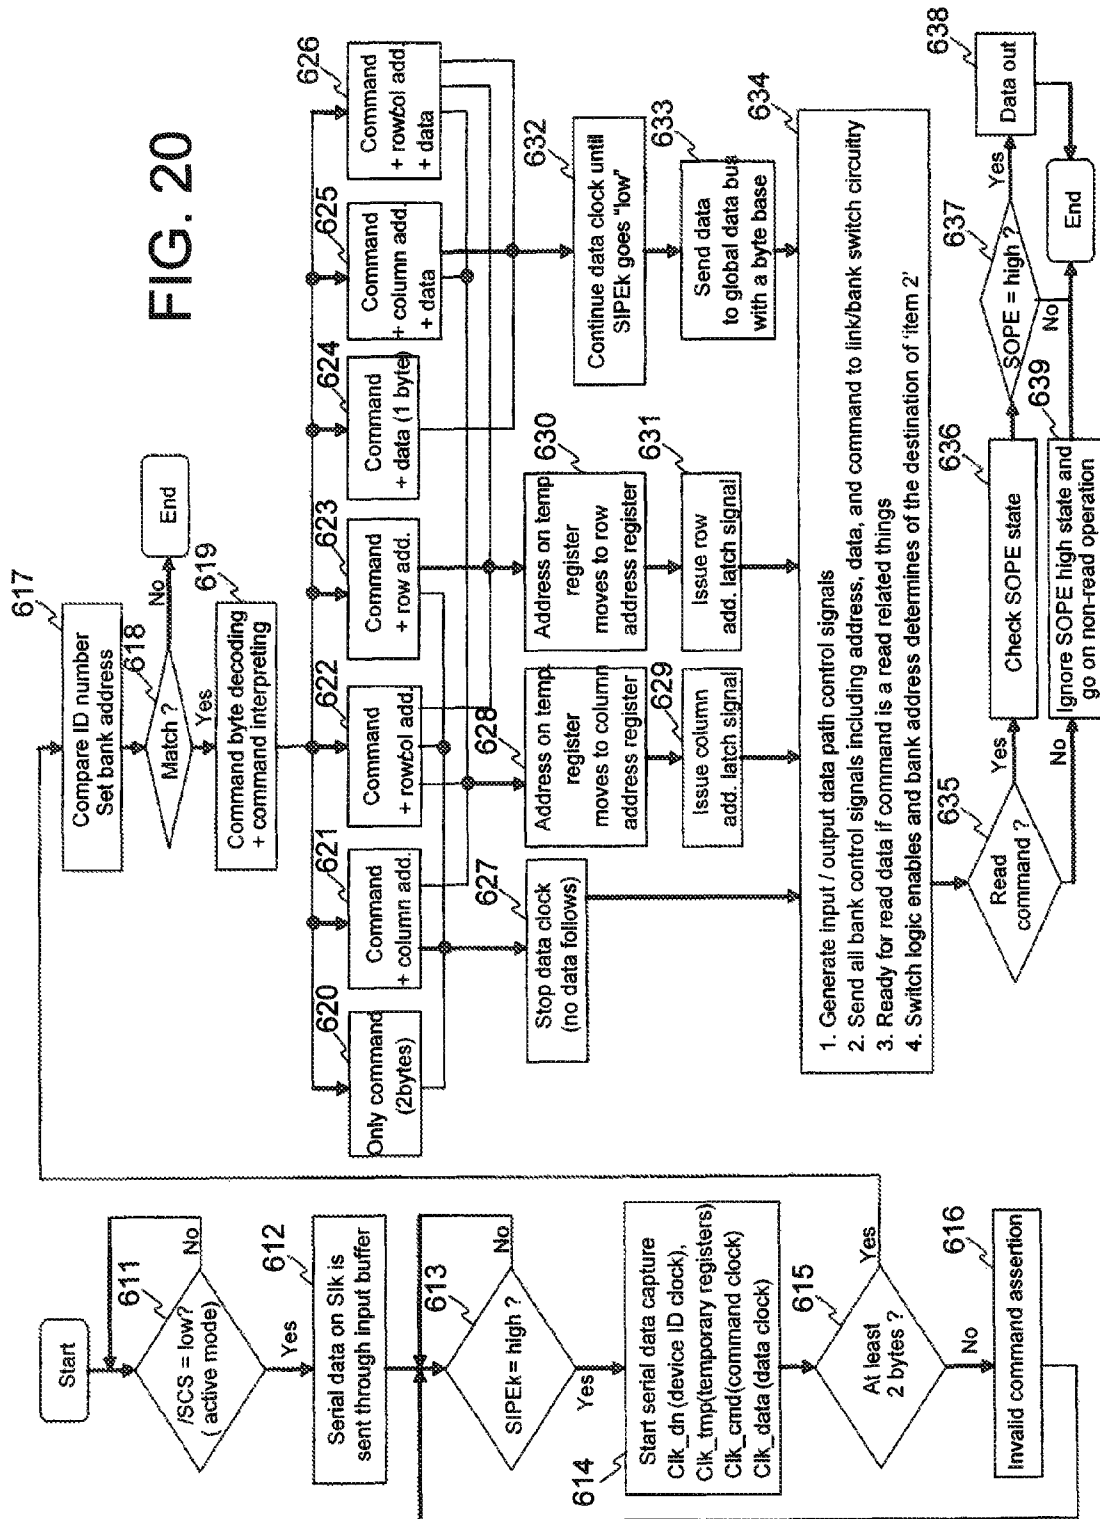 FIG. 20
Start
611
/SCS = low?
( active mode)
No
Yes
612
Serial data on SIk is
sent through input buffer
613
SIPEk= high ?
No
Yes
614
Start serial data capture
Clk_dn (device ID clock),
Clk_tmp(temporary registers)
Clk_cmd(command clock)
Clk_data (data clock)
615
At least
2 bytes ?
Yes
No
616
Invalid command assertion
617
Compare ID number
Set bank address
618
Match ?
No
End
Yes
619
Command byte decoding
+ command interpreting
620
Only command
(2bytes)
621
Command
+ column add.
622
Command
+ row/col add.
623
Command
+ row add.
624
Command
+ data (1 byte)
625
Command
+ column add.
+ data
626
Command
+ row/col add.
+ data
627
Stop data clock
(no data follows)
628
Address on temp.
register
moves to column
address register
629
Issue column
add. latch signal
630
Address on temp.
register
moves to row
address register
631
Issue row
add. latch signal
632
Continue data clock until
SIPEk goes "low"
633
Send data
to global data bus
with a byte base
634
1. Generate input / output data path control signals
2. Send all bank control signals including address, data, and command to link/bank switch circuitry
3. Ready for read data if command is a read related things
4. Switch logic enables and bank address determines of the destination of 'item 2'
635
Read
command ?
Yes
No
636
Check SOPE state
637
SOPE = high ?
Yes
No
638
Data out
End
639
Ignore SOPE high state and
go on non-read operation